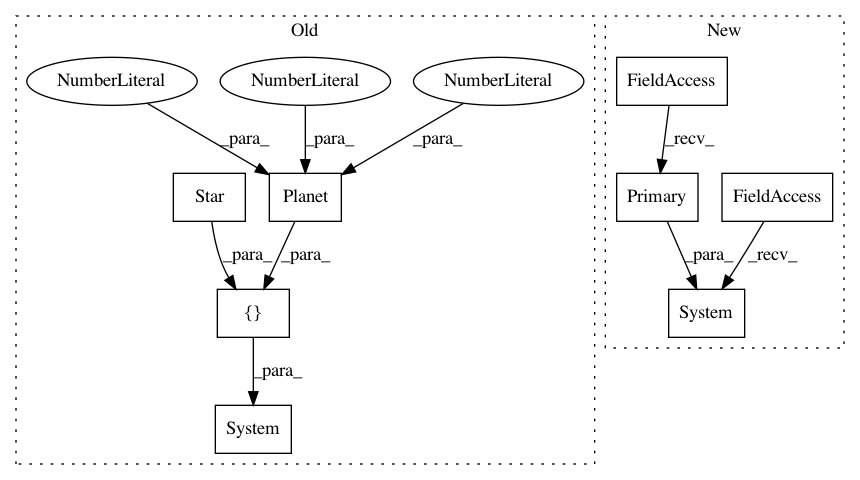 Old
New
NumberLiteral
NumberLiteral
NumberLiteral
FieldAccess
_para_
_para_
_para_
_recv_
Star
Planet
Primary
FieldAccess
_para_
_para_
_para_
_recv_
{}
System
_para_
System